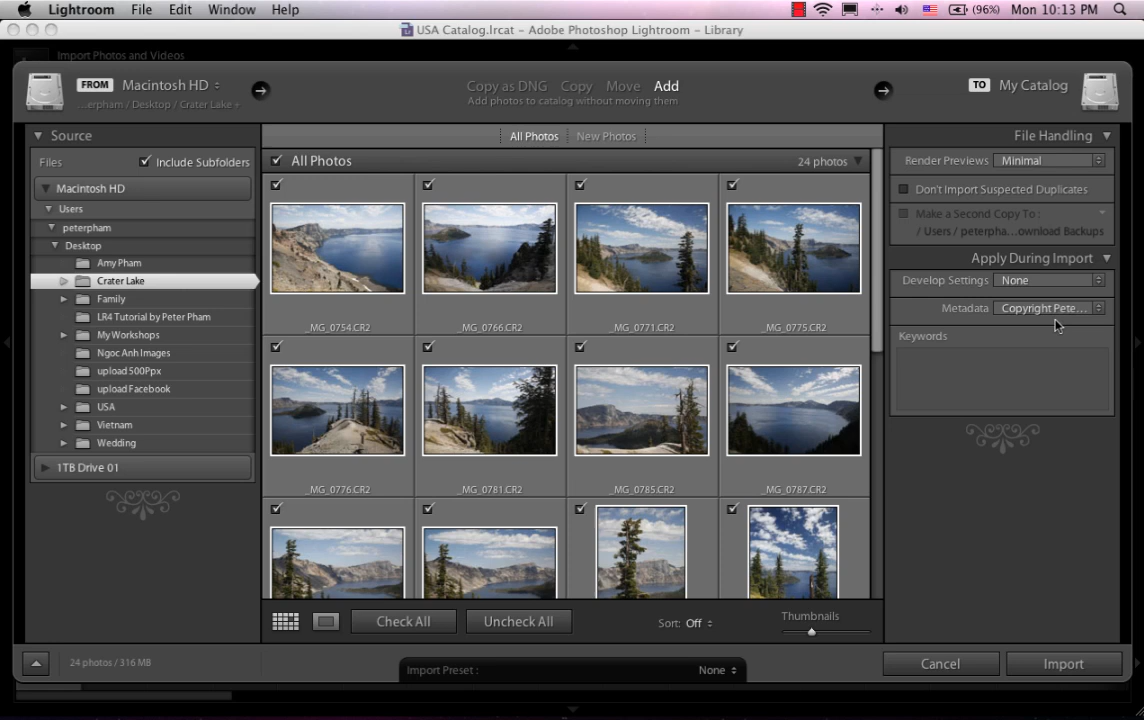 Lightroom File Edit Window Help (96%) Mon 10:13 PM
USA Catalog.lrcat – Adobe Photoshop Lightroom – Library
Import Photos and Videos
FROM Macintosh HD Copy as DNG Copy Move Add TO My Catalog
...erpham / Desktop / Crater Lake + Add photos to catalog without moving them
Source All Photos New Photos File Handling
Files Include Subfolders All Photos 24 photos Render Previews Minimal
Macintosh HD Don't Import Suspected Duplicates
Users Make a Second Copy To :
peterpham / Users / peterpha...ownload Backups
Desktop Apply During Import
Amy Pham
Crater Lake Develop Settings None
Family
LR4 Tutorial by Peter Pham Metadata Copyright Pete...
My Workshops _MG_0754.CR2 _MG_0766.CR2 _MG_0771.CR2 _MG_0775.CR2 Keywords
Ngoc Anh Images
upload 500Ppx
upload Facebook
USA
Vietnam
Wedding
1TB Drive 01
_MG_0776.CR2 _MG_0781.CR2 _MG_0785.CR2 _MG_0787.CR2
Check All Uncheck All Sort: Off Thumbnails
24 photos / 316 MB Import Preset : None Cancel Import